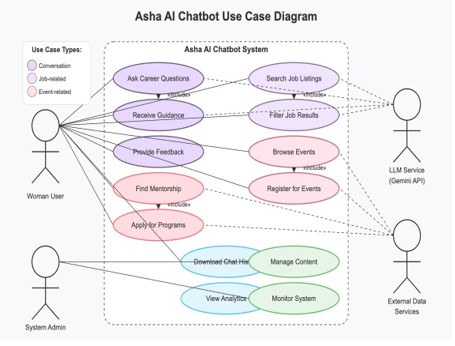 Asha AI Chatbot Use Case Diagram
Use Case Types:
Conversation
Job-related
Event-related
Asha AI Chatbot System
Ask Career Questions
Search Job Listings
«include»
«include»
Receive Guidance
Filter Job Results
Provide Feedback
Browse Events
Woman User
LLM Service
(Gemini API)
Find Mentorship
Register for Events
«include»
Apply for Programs
Download Chat His
Manage Content
View Analytics
Monitor System
System Admin
External Data
Services